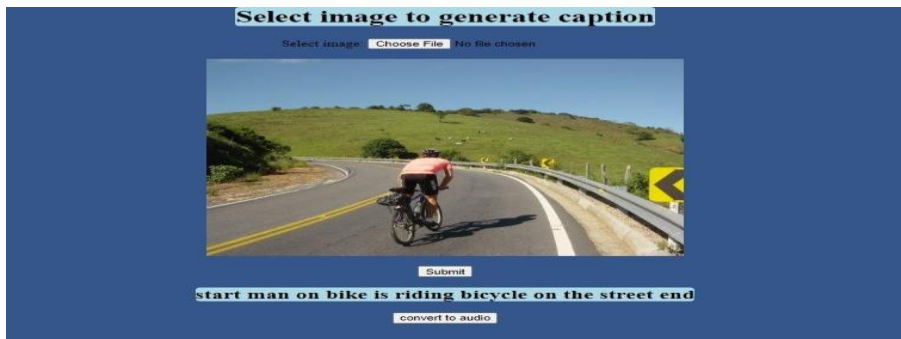 Select image to generate caption
Select image: Choose File No file chosen
Submit
start man on bike is riding bicycle on the street end
convert to audio